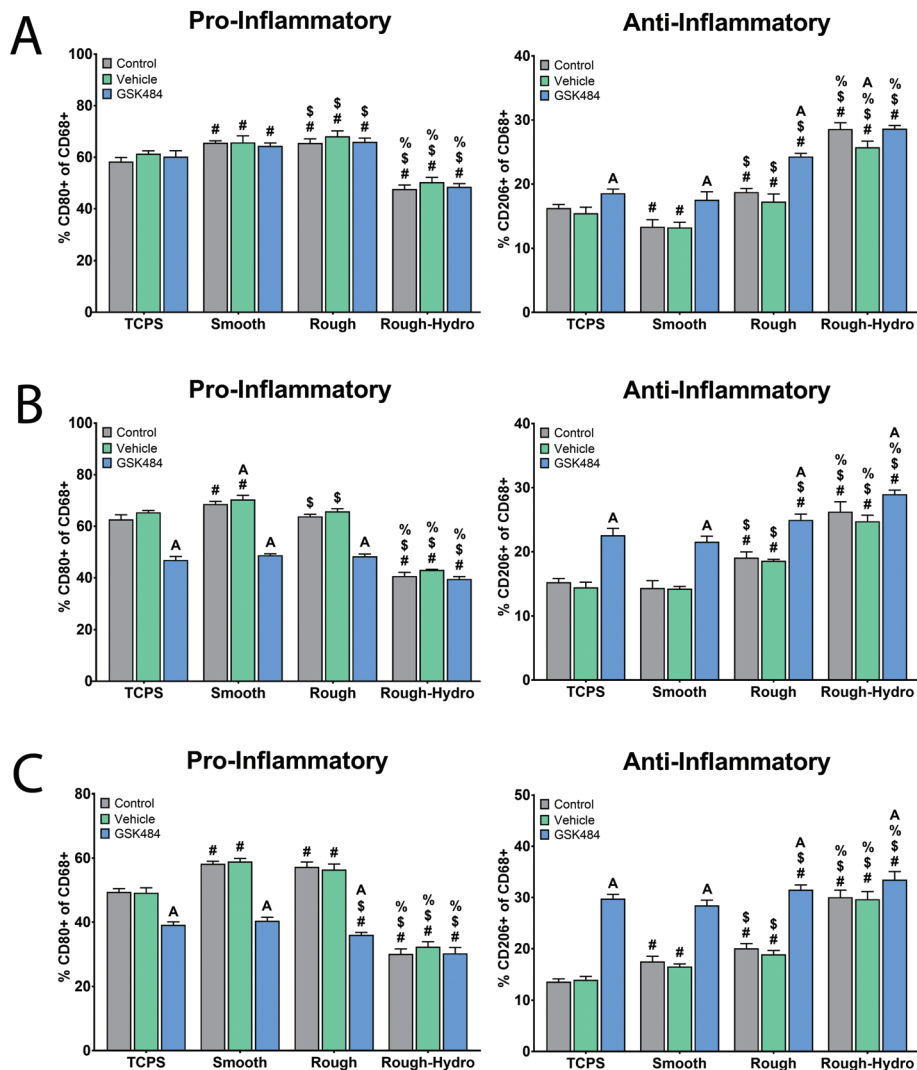 A
Pro-Inflammatory
% CD80+ of CD68+
100
80
60
40
20
0
Control
Vehicle
GSK484
# # #
$ $ $
# # #
% % %
$ $ $
# # #
TCPS Smooth Rough Rough-Hydro
Anti-Inflammatory
% CD206+ of CD68+
40
30
20
10
0
Control
Vehicle
GSK484
A
# # A
$ $ A
# # $
#
% A %
$ % $
# $ #
#
TCPS Smooth Rough Rough-Hydro
B
Pro-Inflammatory
% CD80+ of CD68+
100
80
60
40
20
0
Control
Vehicle
GSK484
A
# A
# A
$ $ A
% % %
$ $ $
# # #
TCPS Smooth Rough Rough-Hydro
Anti-Inflammatory
% CD206+ of CD68+
40
30
20
10
0
Control
Vehicle
GSK484
A
A
$ $ A
# # $
#
% % A
$ $ %
# # $
#
TCPS Smooth Rough Rough-Hydro
C
Pro-Inflammatory
% CD80+ of CD68+
80
60
40
20
0
Control
Vehicle
GSK484
A
# # A
# # A
$
#
% % %
$ $ $
# # #
TCPS Smooth Rough Rough-Hydro
Anti-Inflammatory
% CD206+ of CD68+
50
40
30
20
10
0
Control
Vehicle
GSK484
A
# # A
$ $ A
# # $
#
% % A
$ $ %
# # $
#
TCPS Smooth Rough Rough-Hydro